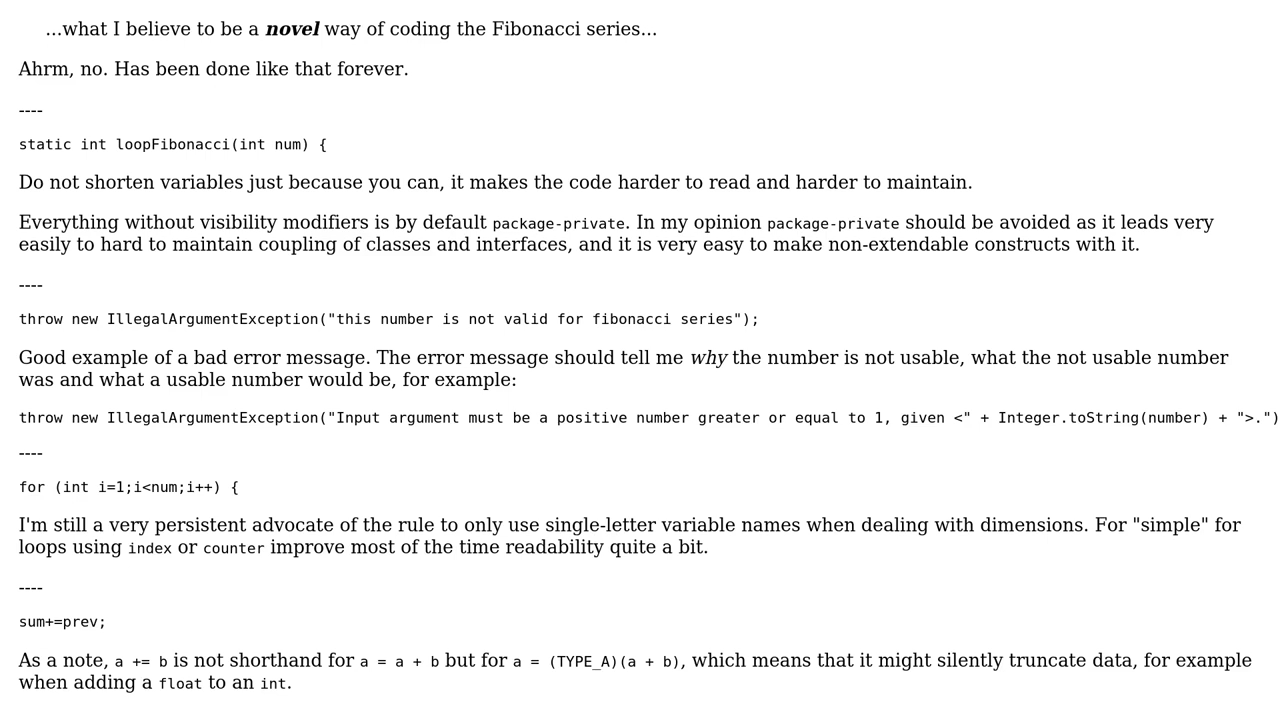 ...what I believe to be a novel way of coding the Fibonacci series...
Ahrm, no. Has been done like that forever.
----
static int loopFibonacci(int num) {
Do not shorten variables just because you can, it makes the code harder to read and harder to maintain.
Everything without visibility modifiers is by default package-private. In my opinion package-private should be avoided as it leads very
easily to hard to maintain coupling of classes and interfaces, and it is very easy to make non-extendable constructs with it.
----
throw new IllegalArgumentException("this number is not valid for fibonacci series");
Good example of a bad error message. The error message should tell me why the number is not usable, what the not usable number
was and what a usable number would be, for example:
throw new IllegalArgumentException("Input argument must be a positive number greater or equal to 1, given <" + Integer.toString(number) + ">.")
----
for (int i=1;i<num;i++) {
I'm still a very persistent advocate of the rule to only use single-letter variable names when dealing with dimensions. For "simple" for
loops using index or counter improve most of the time readability quite a bit.
----
sum+=prev;
As a note, a += b is not shorthand for a = a + b but for a = (TYPE_A)(a + b), which means that it might silently truncate data, for example
when adding a float to an int.